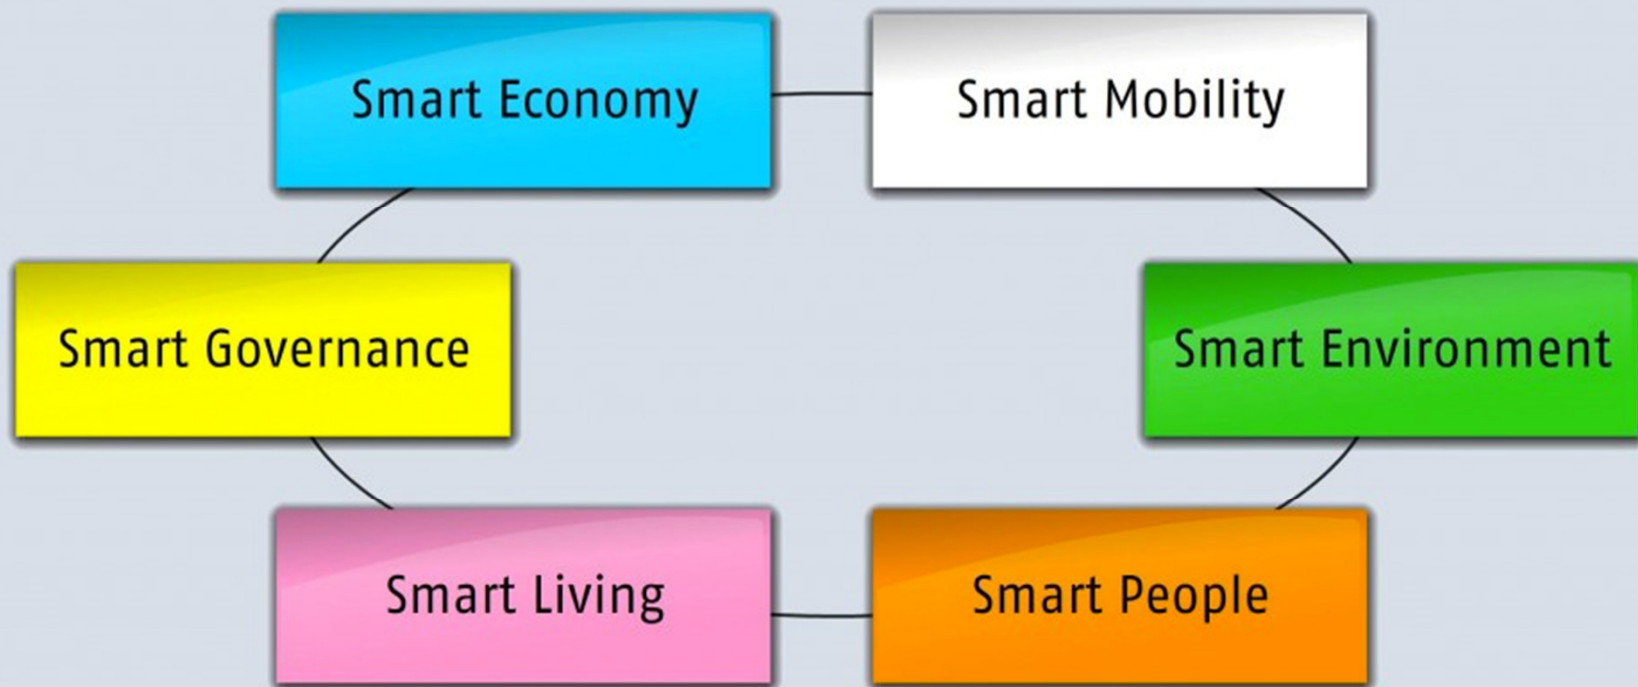 Smart Economy
Smart Mobility
Smart Governance
Smart Environment
Smart Living
Smart People